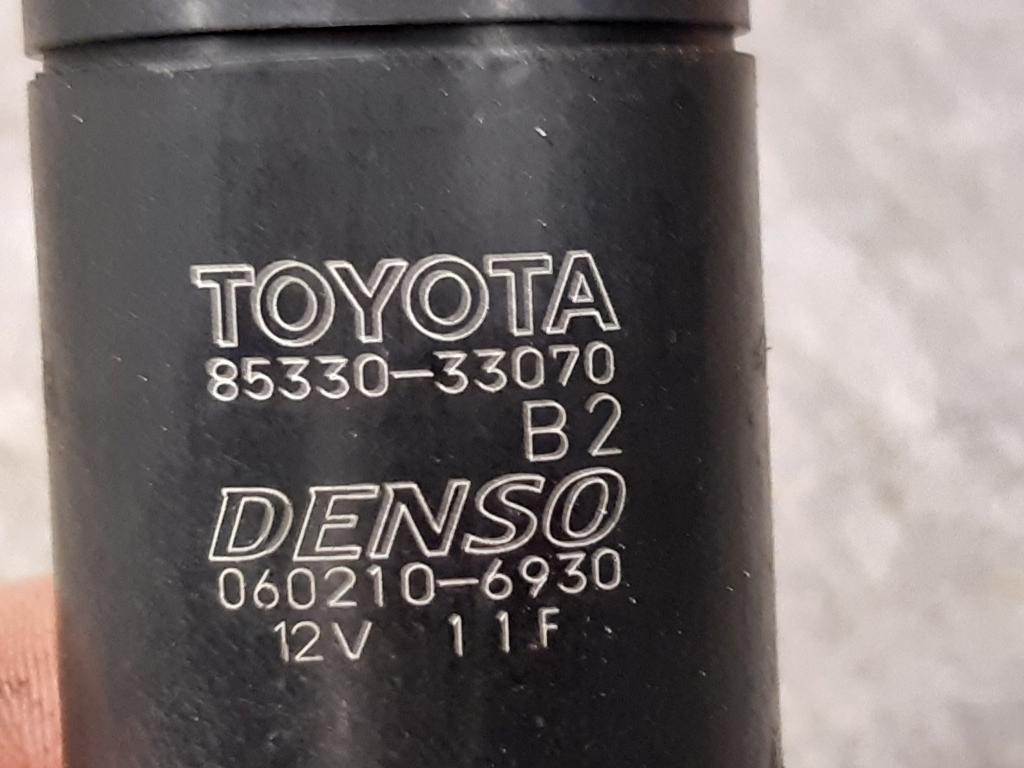 TOYOTA
85330-33070
B2
DENSO
060210-6930
12V 11F